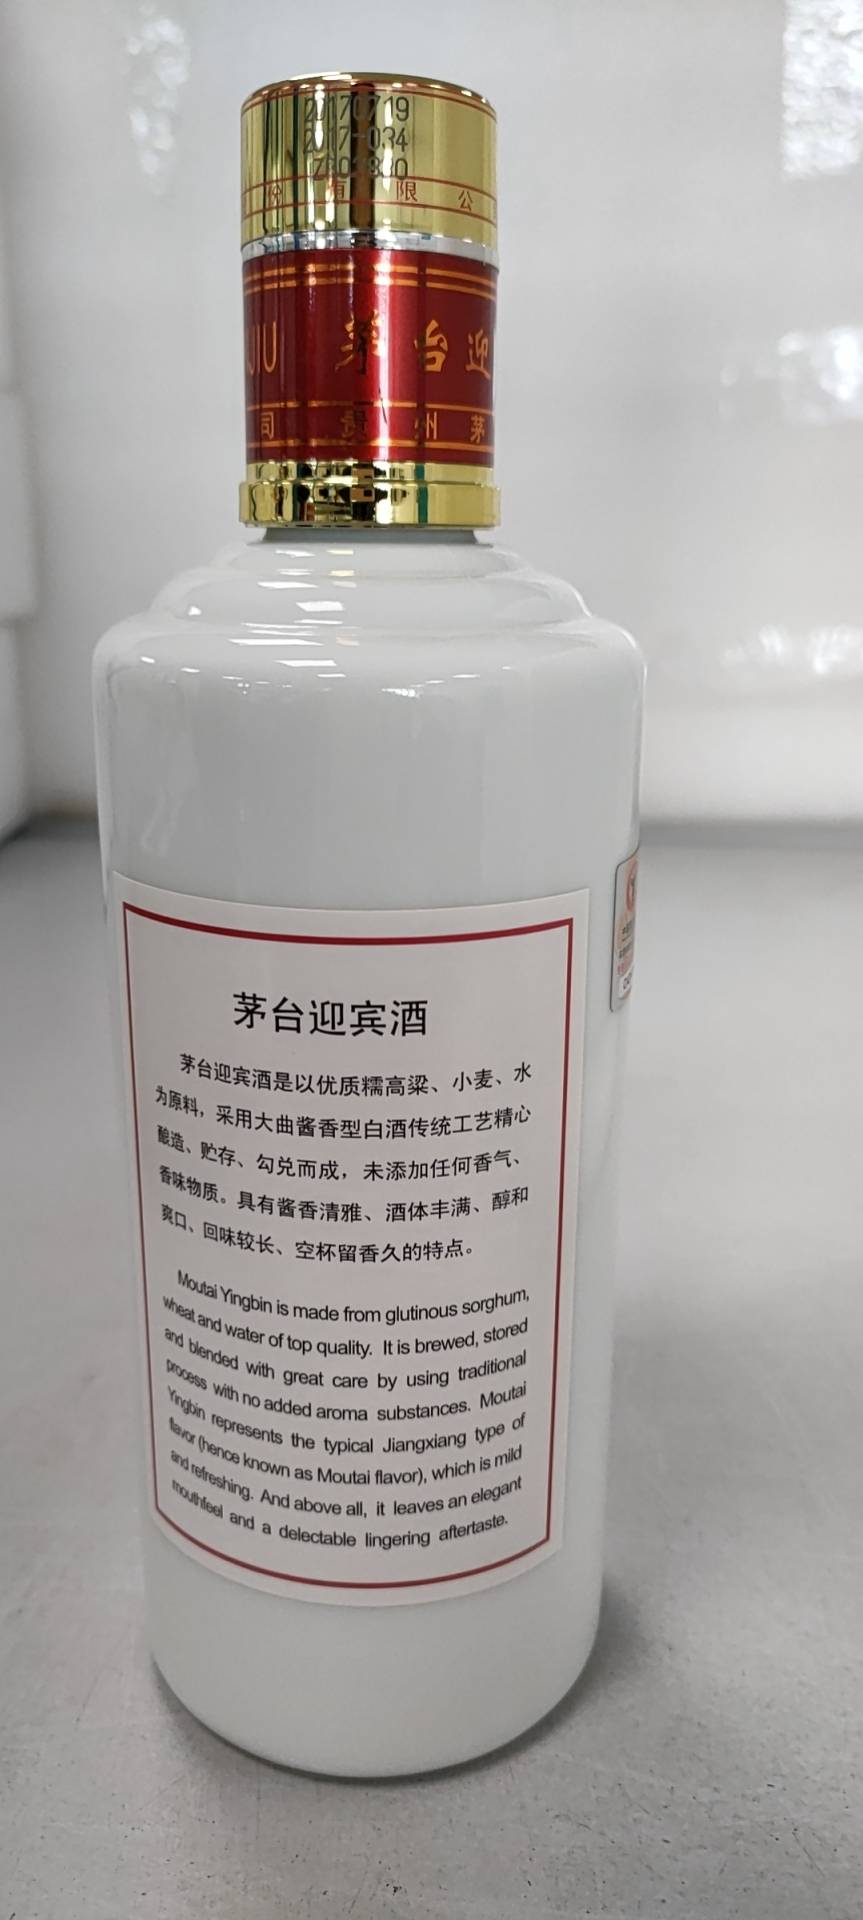 20170719
2017-034
份有限公
JIU 茅台迎
司 贵州茅
茅台迎宾酒
茅台迎宾酒是以优质糯高粱、小麦、水
为原料，采用大曲酱香型白酒传统工艺精心
酿造、贮存、勾兑而成，未添加任何香气、
香味物质。具有酱香清雅、酒体丰满、醇和
爽口、回味较长、空杯留香久的特点。
Moutai Yingbin is made from glutinous sorghum,
wheat and water of top quality. It is brewed, stored
and blended with great care by using traditional
process with no added aroma substances. Moutai
Yingbin represents the typical Jiangxiang type of
flavor (hence known as Moutai flavor), which is mild
and refreshing. And above all, it leaves an elegant
mouthfeel and a delectable lingering aftertaste.